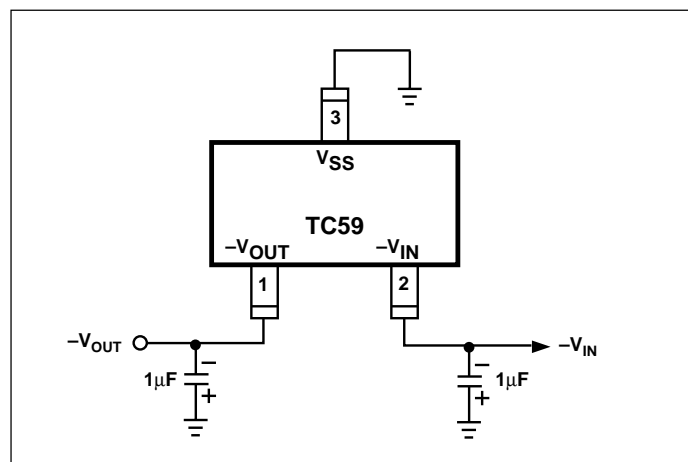 3
VSS
TC59
–VOUT –VIN
1 2
–VOUT –VIN
– –
1μF 1μF
+ +